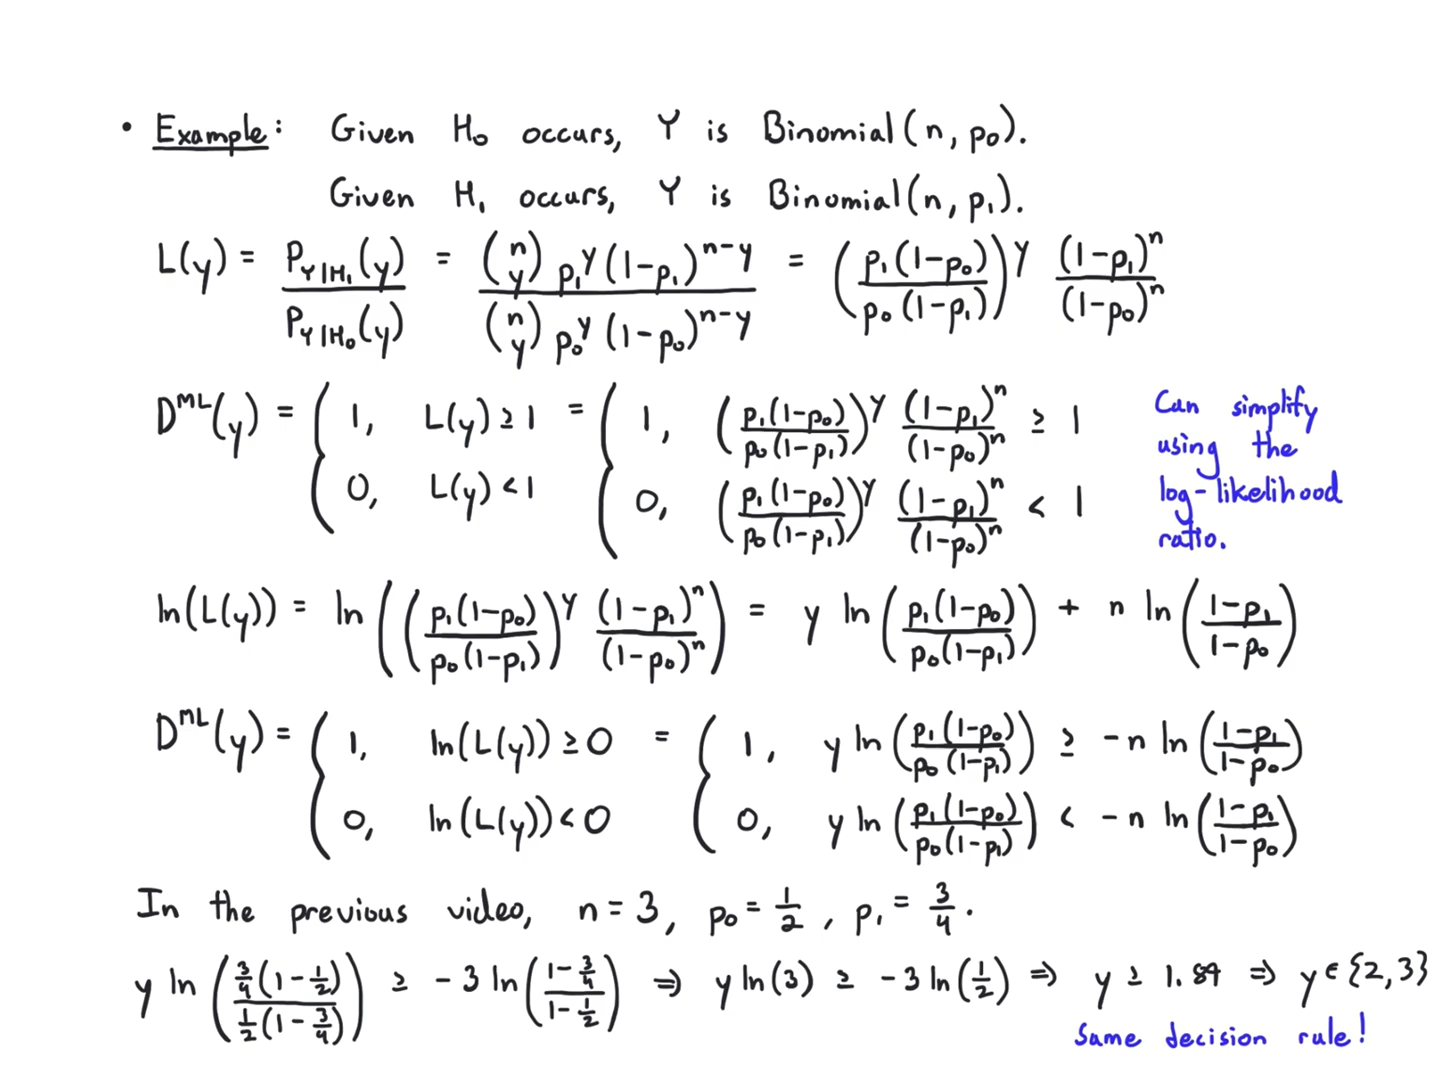 • Example: Given H₀ occurs, Y is Binomial(n, p₀).
Given H₁ occurs, Y is Binomial(n, p₁).
L(y) = P_{Y|H₁}(y) / P_{Y|H₀}(y) = (n choose y) p₁^y (1-p₁)^{n-y} / (n choose y) p₀^y (1-p₀)^{n-y} = (p₁(1-p₀) / p₀(1-p₁))^y (1-p₁)^n / (1-p₀)^n
D^{ML}(y) = { 1, L(y) ≥ 1 = { 1, (p₁(1-p₀) / p₀(1-p₁))^y (1-p₁)^n / (1-p₀)^n ≥ 1
0, L(y) < 1 0, (p₁(1-p₀) / p₀(1-p₁))^y (1-p₁)^n / (1-p₀)^n < 1
Can simplify
using the
log-likelihood
ratio.
ln(L(y)) = ln((p₁(1-p₀) / p₀(1-p₁))^y (1-p₁)^n / (1-p₀)^n) = y ln(p₁(1-p₀) / p₀(1-p₁)) + n ln(1-p₁ / 1-p₀)
D^{ML}(y) = { 1, ln(L(y)) ≥ 0 = { 1, y ln(p₁(1-p₀) / p₀(1-p₁)) ≥ -n ln(1-p₁ / 1-p₀)
0, ln(L(y)) < 0 0, y ln(p₁(1-p₀) / p₀(1-p₁)) < -n ln(1-p₁ / 1-p₀)
In the previous video, n = 3, p₀ = 1/2, p₁ = 3/4.
y ln(3/4(1-1/2) / 1/2(1-3/4)) ≥ -3 ln(1-3/4 / 1-1/2) ⇒ y ln(3) ≥ -3 ln(1/2) ⇒ y ≥ 1.89 ⇒ y ∈ {2,3}
Same decision rule!